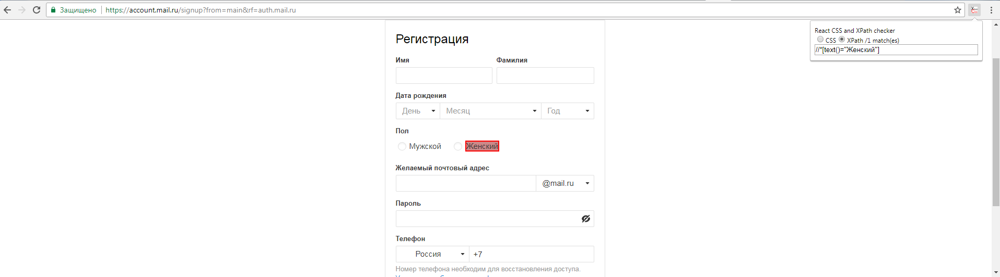 Защищено https://account.mail.ru/signup?from=main&rf=auth.mail.ru
React CSS and XPath checker
CSS XPath /1 match(es)
//*[text()="Женский"]
Регистрация
Имя Фамилия
Дата рождения
День Месяц Год
Пол
Мужской Женский
Желаемый почтовый адрес
@mail.ru
Пароль
Телефон
Россия +7
Номер телефона необходим для восстановления доступа.